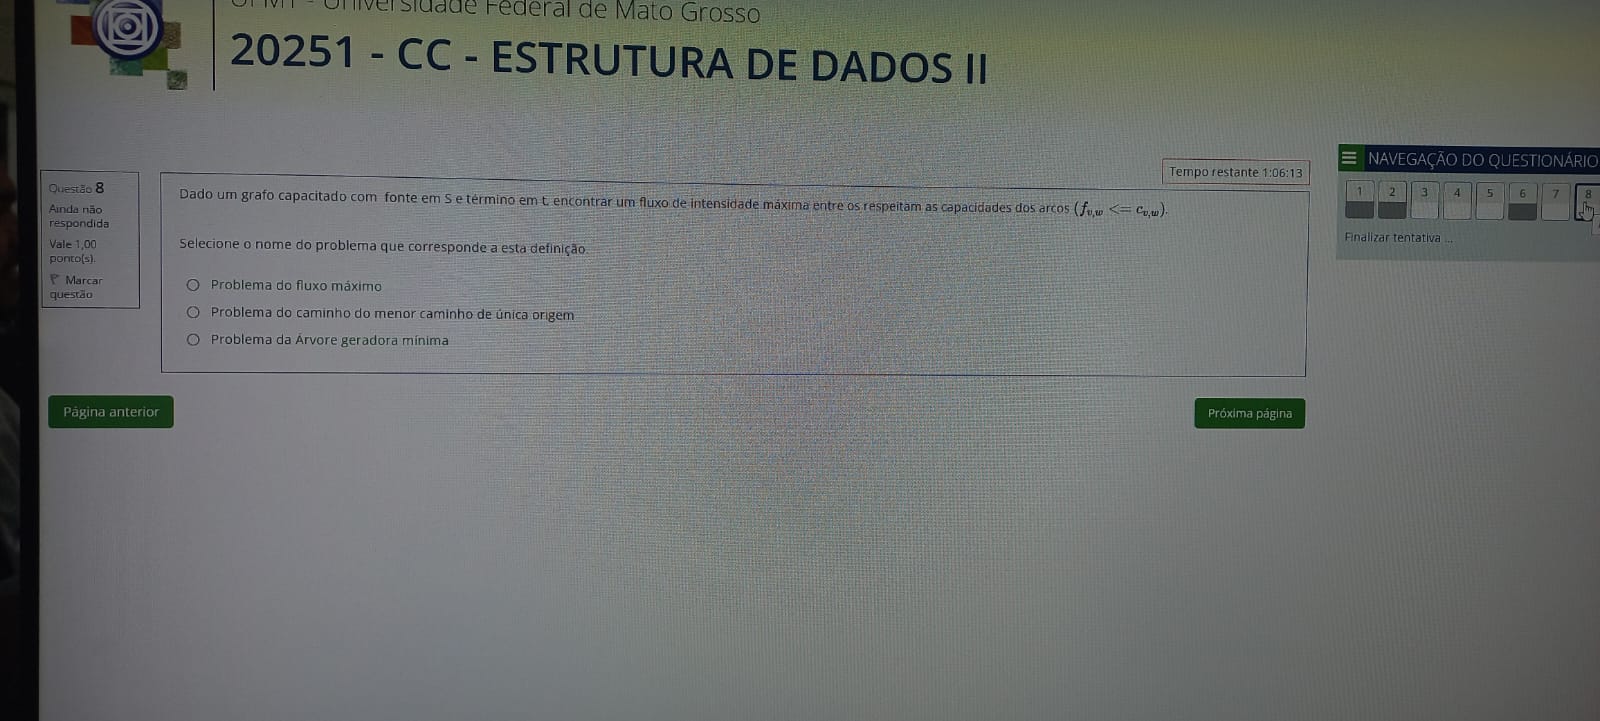 Universidade Federal de Mato Grosso
20251 - CC - ESTRUTURA DE DADOS II
Tempo restante 1:06:13
Questão 8
Ainda não
respondida
Vale 1,00
ponto(s).
Marcar
questão
Dado um grafo capacitado com fonte em S e término em t, encontrar um fluxo de intensidade máxima entre os respeitam as capacidades dos arcos (f_{v,w} <= c_{v,w}).
Selecione o nome do problema que corresponde a esta definição.
Problema do fluxo máximo
Problema do caminho do menor caminho de única origem
Problema da Árvore geradora mínima
Página anterior
Próxima página
NAVEGAÇÃO DO QUESTIONÁRIO
1 2 3 4 5 6 7 8
Finalizar tentativa ...